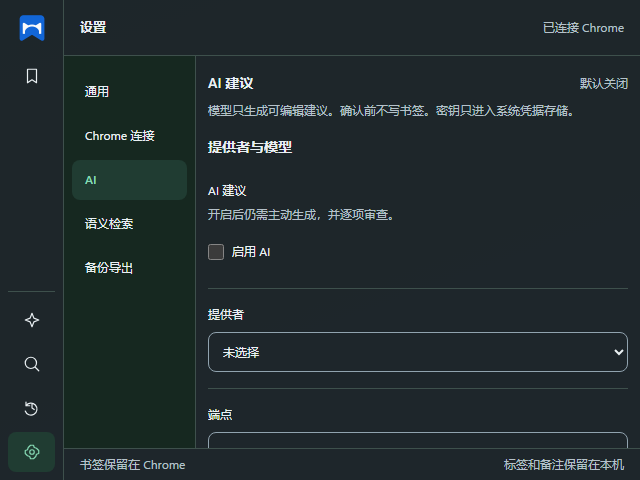 设置
已连接 Chrome
通用
Chrome 连接
AI
语义检索
备份导出
AI 建议
默认关闭
模型只生成可编辑建议。确认前不写书签。密钥只进入系统凭据存储。
提供者与模型
AI 建议
开启后仍需主动生成，并逐项审查。
启用 AI
提供者
未选择
端点
书签保留在 Chrome
标签和备注保留在本机